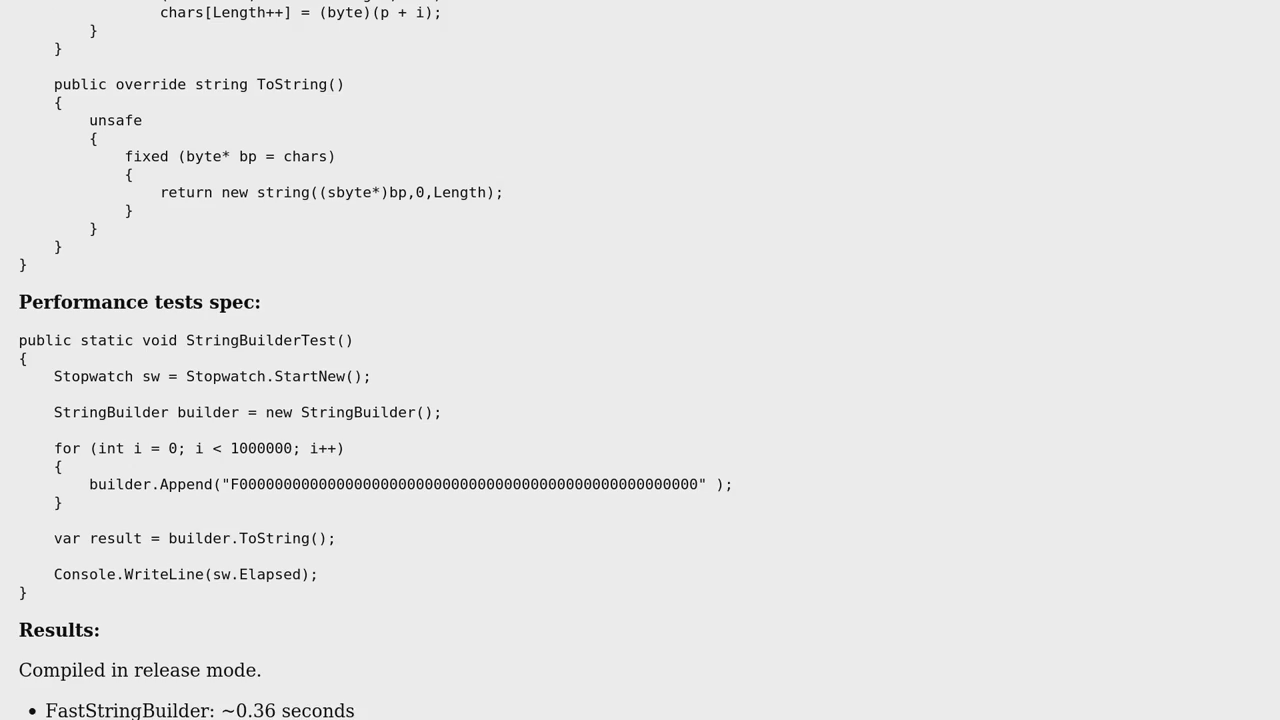 chars[Length++] = (byte)(p + i);
}
}
public override string ToString()
{
unsafe
{
fixed (byte* bp = chars)
{
return new string((sbyte*)bp,0,Length);
}
}
}
}
Performance tests spec:
public static void StringBuilderTest()
{
Stopwatch sw = Stopwatch.StartNew();
StringBuilder builder = new StringBuilder();
for (int i = 0; i < 1000000; i++)
{
builder.Append("F0000000000000000000000000000000000000000000000000000" );
}
var result = builder.ToString();
Console.WriteLine(sw.Elapsed);
}
Results:
Compiled in release mode.
• FastStringBuilder: ~0.36 seconds